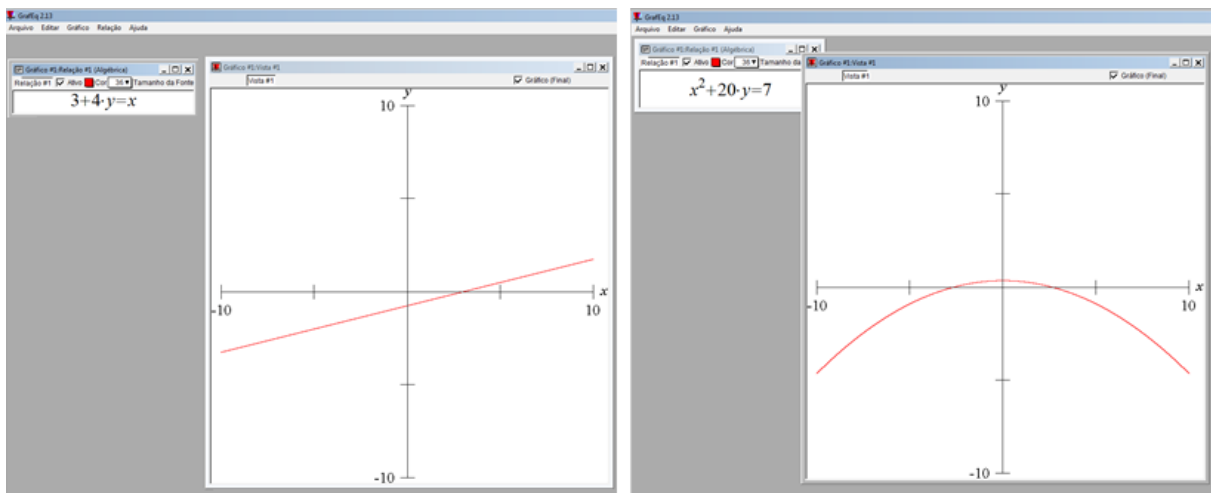 GrafEq 2.13
Arquivo Editar Gráfico Relação Ajuda
Gráfico #1:Relação #1 (Algébrica)
Relação #1 Ativo Cor 36 Tamanho da Fonte
3+4·y=x
Gráfico #1:Vista #1
Vista #1 Gráfico (Final)
y
10
-10
x
10
-10
GrafEq 2.13
Arquivo Editar Gráfico Ajuda
Gráfico #1:Relação #1 (Algébrica)
Relação #1 Ativo Cor 36 Tamanho da
x²+20·y=7
Gráfico #1:Vista #1
Vista #1 Gráfico (Final)
y
10
-10
x
10
-10